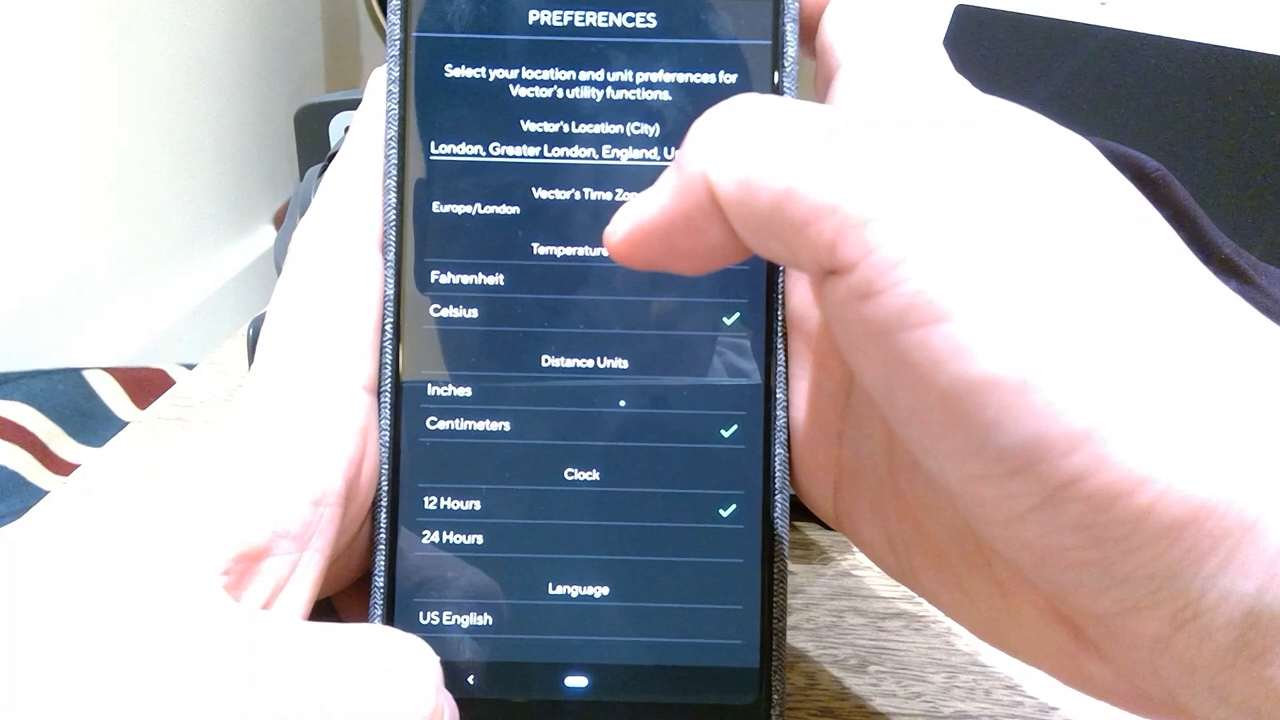 PREFERENCES
Select your location and unit preferences for
Vector's utility functions.
Vector's Location (City)
London, Greater London, England,
Vector's Time
Europe/London
Temperature
Fahrenheit
Celsius
Distance Units
Inches
Centimeters
Clock
12 Hours
24 Hours
Language
US English